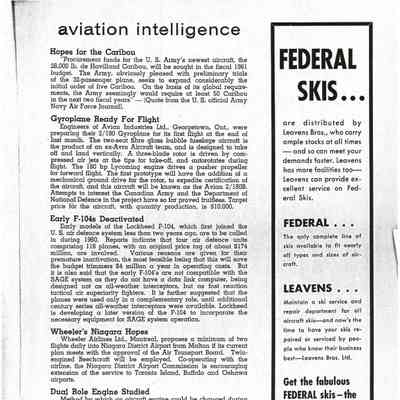 aviation intelligence
Hopes for the Caribou
"Procurement funds for the U. S. Army's newest aircraft, the
28,000 lb. de Havilland Caribou, will be sought in the fiscal 1961
budget. The Army, obviously pleased with preliminary trials
of the 32-passenger plane, seeks to expand considerably the
initial order of five Caribou. On the basis of its global require-
ments, the Army seemingly would require at least 50 Caribou
in the next two fiscal years" — (Quote from the U. S. official Army
Navy Air Force Journal).
Gyroplane Ready For Flight
Engineers of Avian Industries Ltd., Georgetown, Ont., were
preparing their 2/180 Gyroplane for its first flight at the end of
last month. The two-seat fibre glass bubble fuselage aircraft is
the product of an ex-Avro Aircraft team, and is designed to take
off and land vertically. A three-blade rotor is driven by com-
pressed air jets at the tips for take-off, and autorotates during
flight. The 180 hp Lycoming engine drives a pusher propeller
for forward flight. The first prototype will have the addition of a
mechanical ground drive for the rotor, to expedite certification of
the aircraft, and this aircraft will be known as the Avian 2/180B.
Attempts to interest the Canadian Army and the Department of
National Defence in the project have so far proved fruitless. Target
price for the aircraft, with quantity production, is $10,000.
Early F-104s Deactivated
Early models of the Lockheed F-104, which first joined the
U. S. air defence system less than two years ago, are to be called
in during 1960. Reports indicate that four air defence units
comprising 116 planes, with an original price tag of about $174
million, are involved. Various reasons are given for their
premature inactivation, the most feasible being that this will save
the budget trimmers $4 million a year in operating costs. But
it is also said that the early F-104s are not compatible with the
SAGE system as they do not have a data link computer, being
designed not as all-weather interceptors, but as fast reaction
tactical air superiority fighters. It is further suggested that the
planes were used only in a complementary role, until additional
century series all-weather interceptors were available. Lockheed
is developing a later version of the F-104 to incorporate the
necessary equipment for SAGE system operation.
Wheeler's Niagara Hopes
Wheeler Airlines Ltd., Montreal, proposes a minimum of two
flights daily into Niagara District Airport from Malton if its current
plan meets with the approval of the Air Transport Board. Twin-
engined Beechcraft will be employed. Co-operating with the
airline, the Niagara District Airport Commission is encouraging
extension of the service to Toronto Island, Buffalo and Oshawa
airports.
Dual Role Engine Studied
Method by which an aircraft engine could be changed during
FEDERAL
SKIS...
are distributed by
Leavens Bros., who carry
ample stocks at all times
— and so can meet your
demands faster. Leavens
has more facilities too—
Leavens can provide ex-
cellent service on Fed-
eral Skis.
FEDERAL . . .
The only complete line of
skis available to fit nearly
all types and sizes of air-
craft.
LEAVENS . . .
Maintain a ski service and
repair department for all
aircraft skis—and now's the
time to have your skis re-
paired or serviced by peo-
ple who know their business
best—Leavens Bros. Ltd.
Get the fabulous
FEDERAL skis – the